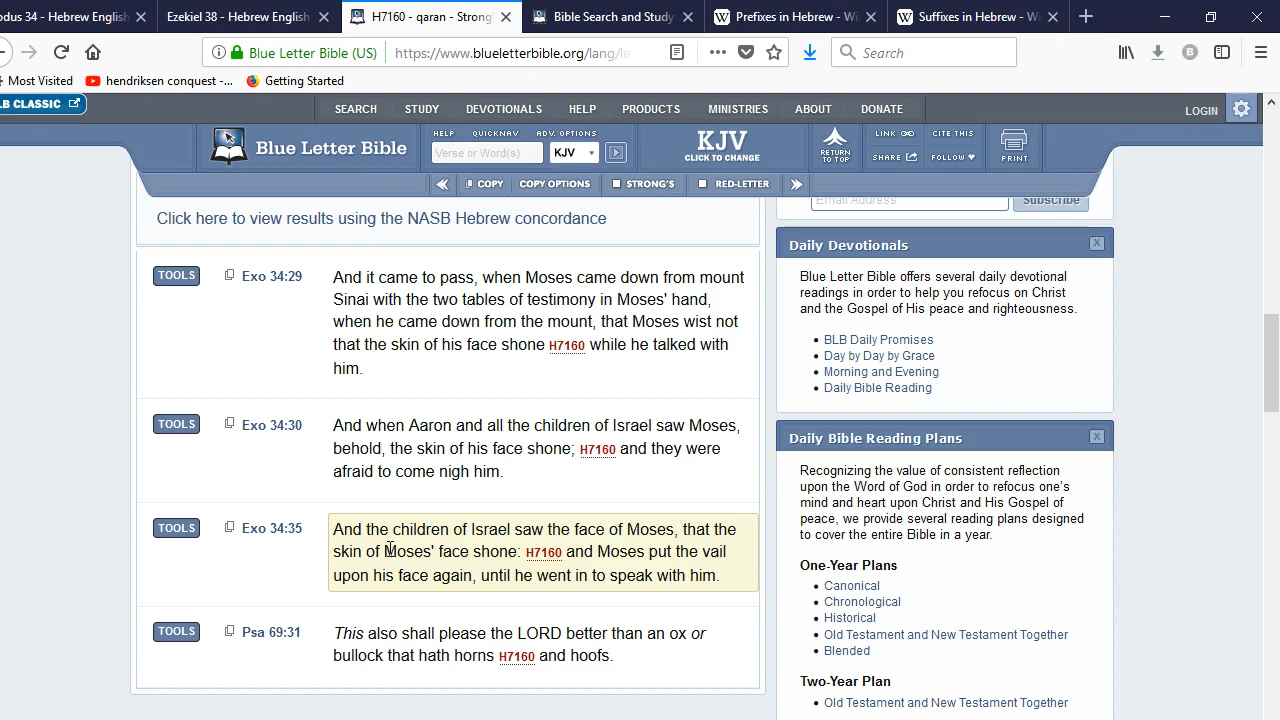 odus 34 - Hebrew English
Ezekiel 38 - Hebrew English
H7160 - qaran - Strong
Bible Search and Study
Prefixes in Hebrew - Wi
Suffixes in Hebrew - Wi
Blue Letter Bible (US)
https://www.blueletterbible.org/lang/le
Search
Most Visited
hendriksen conquest -...
Getting Started
LB CLASSIC
SEARCH STUDY DEVOTIONALS HELP PRODUCTS MINISTRIES ABOUT DONATE
LOGIN
Blue Letter Bible
HELP QUICKNAV ADV. OPTIONS
Verse or Word(s) KJV
KJV
CLICK TO CHANGE
RETURN
TO TOP
LINK CITE THIS
SHARE FOLLOW
PRINT
COPY COPY OPTIONS STRONG'S RED-LETTER
Click here to view results using the NASB Hebrew concordance
TOOLS Exo 34:29
And it came to pass, when Moses came down from mount
Sinai with the two tables of testimony in Moses' hand,
when he came down from the mount, that Moses wist not
that the skin of his face shone H7160 while he talked with
him.
TOOLS Exo 34:30
And when Aaron and all the children of Israel saw Moses,
behold, the skin of his face shone; H7160 and they were
afraid to come nigh him.
TOOLS Exo 34:35
And the children of Israel saw the face of Moses, that the
skin of Moses' face shone: H7160 and Moses put the vail
upon his face again, until he went in to speak with him.
TOOLS Psa 69:31
This also shall please the LORD better than an ox or
bullock that hath horns H7160 and hoofs.
Email Address Subscribe
Daily Devotionals X
Blue Letter Bible offers several daily devotional
readings in order to help you refocus on Christ
and the Gospel of His peace and righteousness.
• BLB Daily Promises
• Day by Day by Grace
• Morning and Evening
• Daily Bible Reading
Daily Bible Reading Plans X
Recognizing the value of consistent reflection
upon the Word of God in order to refocus one's
mind and heart upon Christ and His Gospel of
peace, we provide several reading plans designed
to cover the entire Bible in a year.
One-Year Plans
• Canonical
• Chronological
• Historical
• Old Testament and New Testament Together
• Blended
Two-Year Plan
• Old Testament and New Testament Together